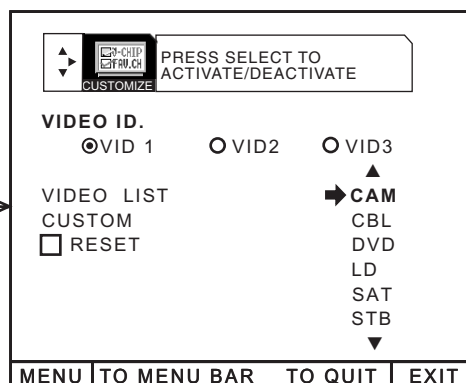 V-CHIP
FAV.CH
CUSTOMIZE
PRESS SELECT TO
ACTIVATE/DEACTIVATE
VIDEO ID.
VID 1 VID2 VID3
VIDEO LIST CAM
CUSTOM CBL
RESET DVD
LD
SAT
STB
MENU TO MENU BAR TO QUIT EXIT